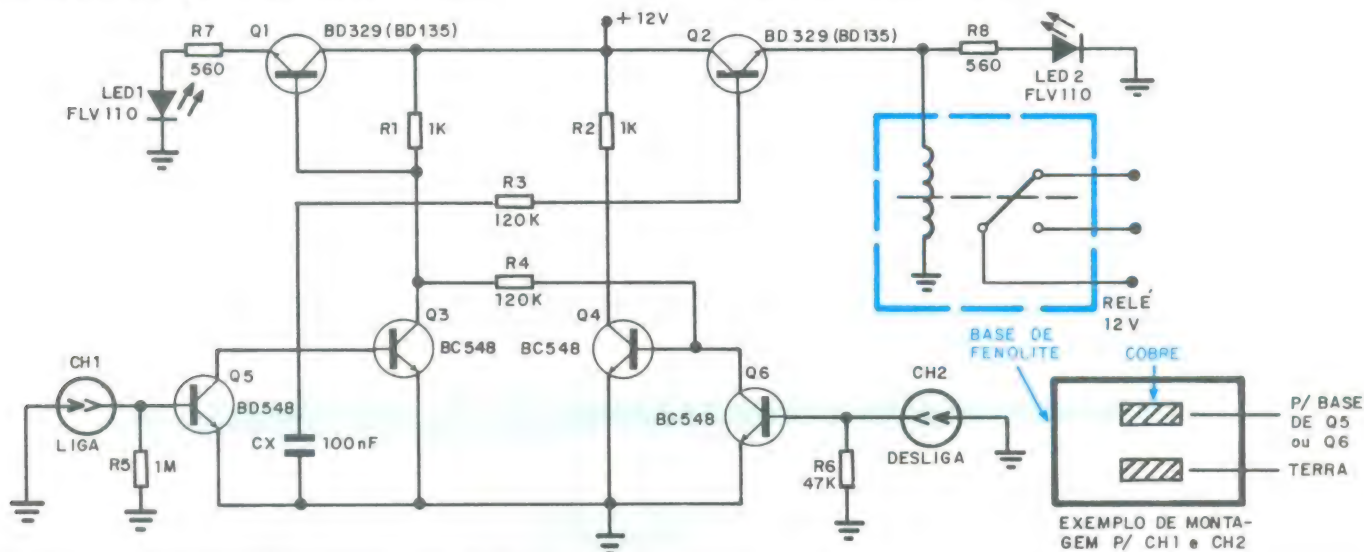 R7
560
Q1
BD329 (BD135)
+12V
Q2
BD329 (BD135)
R8
560
LED1
FLV110
LED2
FLV110
R1
1K
R2
1K
R3
120K
R4
120K
Q3
BC548
Q4
BC548
RELÉ
12V
CH1
LIGA
Q5
BD548
R5
1M
CX
100nF
Q6
BC548
CH2
DESLIGA
R6
47K
BASE DE
FENOLITE
COBRE
P/ BASE
DE Q5
ou Q6
TERRA
EXEMPLO DE MONTA-
GEM P/ CH1 e CH2